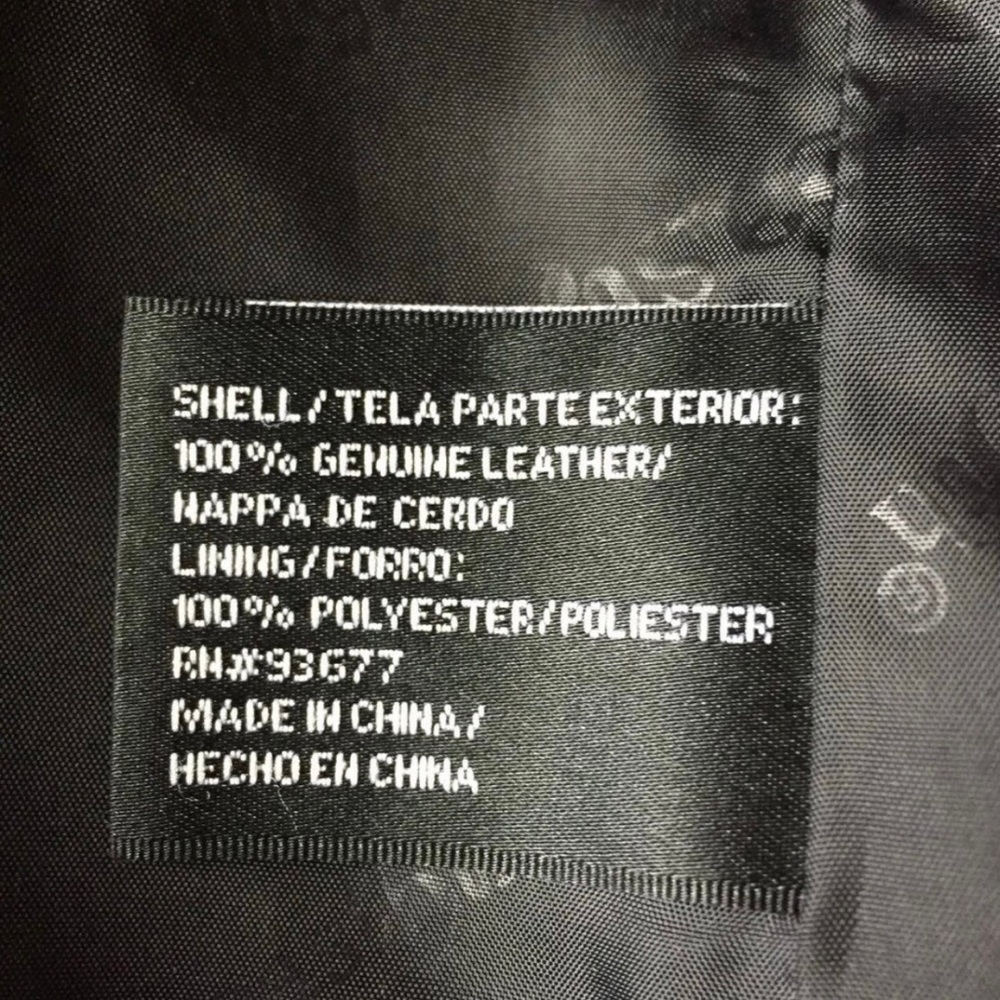 SHELL/TELA PARTE EXTERIOR:
100% GENUINE LEATHER/
NAPPA DE CERDO
LINING/FORRO:
100% POLYESTER/POLIESTER
RN#93677
MADE IN CHINA/
HECHO EN CHINA